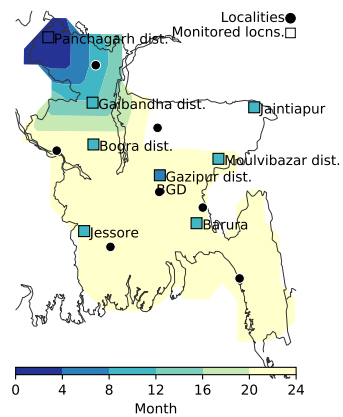 Localities
Monitored locns.
Panchagarh dist.
Gaibandha dist.
Jaintiapur
Bogra dist.
Moulvibazar dist.
Gazipur dist.
BGD
Barura
Jessore
0 4 8 12 16 20 24
Month